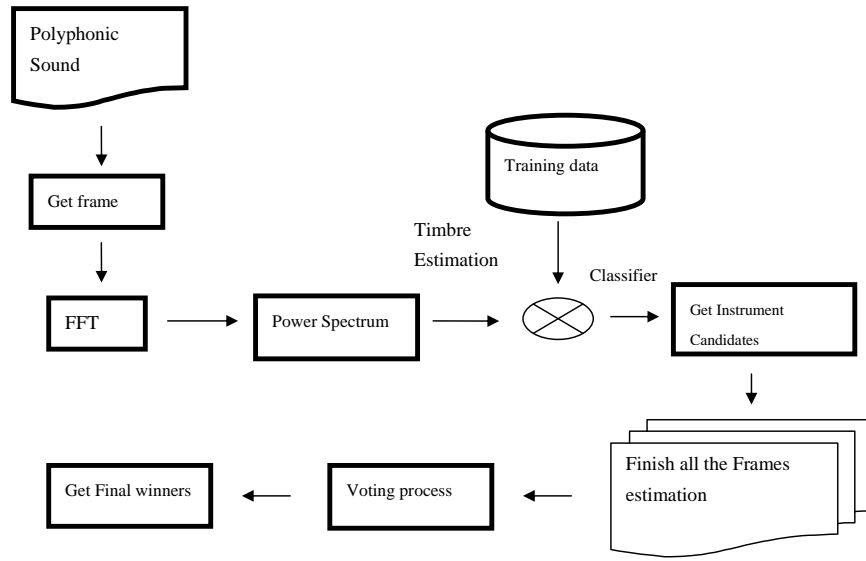 Polyphonic
Sound
Get frame
FFT
Power Spectrum
Timbre
Estimation
Training data
Classifier
Get Instrument
Candidates
Finish all the Frames
estimation
Voting process
Get Final winners